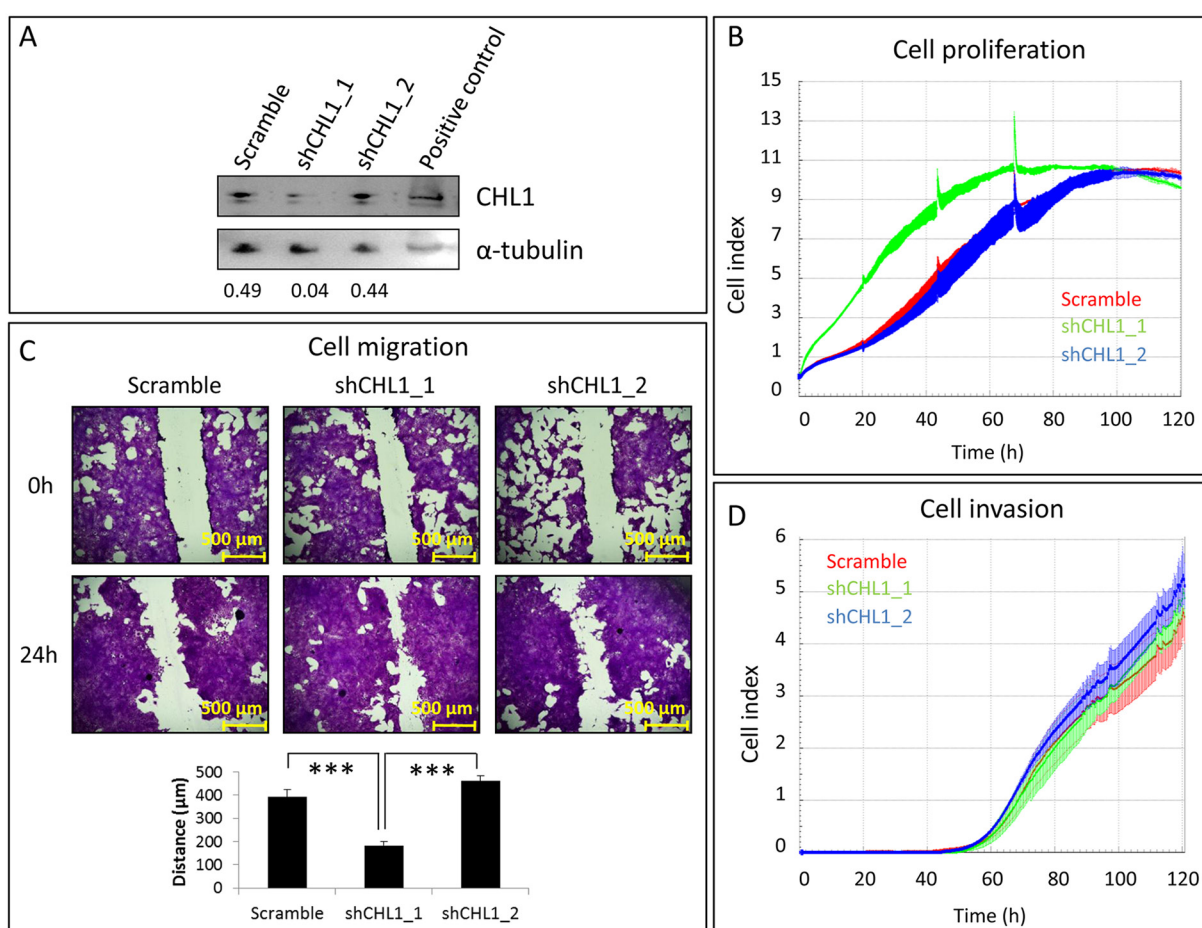 A
Scramble
shCHL1_1
shCHL1_2
Positive control
CHL1
α-tubulin
0.49 0.04 0.44
B
Cell proliferation
15
13
11
9
7
5
3
1
0
Cell index
Scramble
shCHL1_1
shCHL1_2
0 20 40 60 80 100 120
Time (h)
C
Cell migration
Scramble shCHL1_1 shCHL1_2
0h
500 µm 500 µm 500 µm
24h
500 µm 500 µm 500 µm
*** ***
500
400
300
200
100
0
Distance (µm)
Scramble shCHL1_1 shCHL1_2
D
Cell invasion
6
5
4
3
2
1
0
Cell index
Scramble
shCHL1_1
shCHL1_2
0 20 40 60 80 100 120
Time (h)